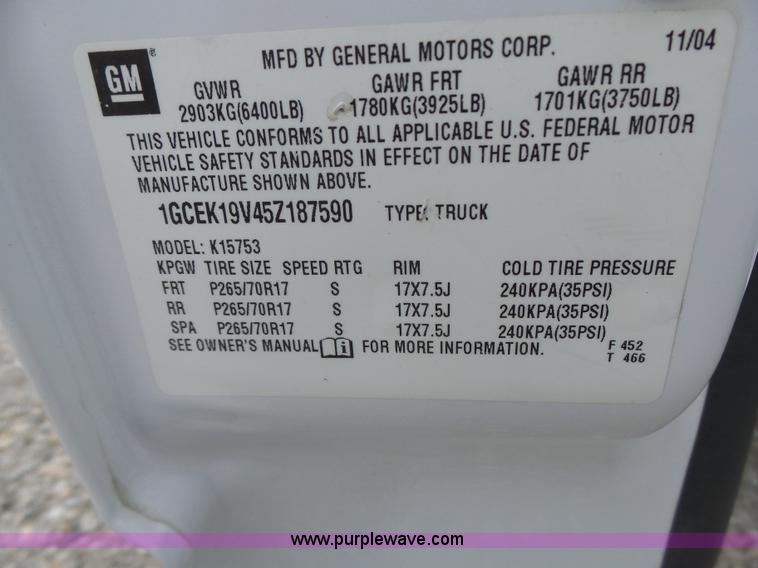 GM
MFD BY GENERAL MOTORS CORP. 11/04
GVWR GAWR FRT GAWR RR
2903KG(6400LB) 1780KG(3925LB) 1701KG(3750LB)
THIS VEHICLE CONFORMS TO ALL APPLICABLE U.S. FEDERAL MOTOR
VEHICLE SAFETY STANDARDS IN EFFECT ON THE DATE OF
MANUFACTURE SHOWN ABOVE.
1GCEK19V45Z187590 TYPE: TRUCK
MODEL: K15753
KPGW TIRE SIZE SPEED RTG RIM COLD TIRE PRESSURE
FRT P265/70R17 S 17X7.5J 240KPA(35PSI)
RR P265/70R17 S 17X7.5J 240KPA(35PSI)
SPA P265/70R17 S 17X7.5J 240KPA(35PSI)
SEE OWNER'S MANUAL i FOR MORE INFORMATION. F 452
T 466
www.purplewave.com